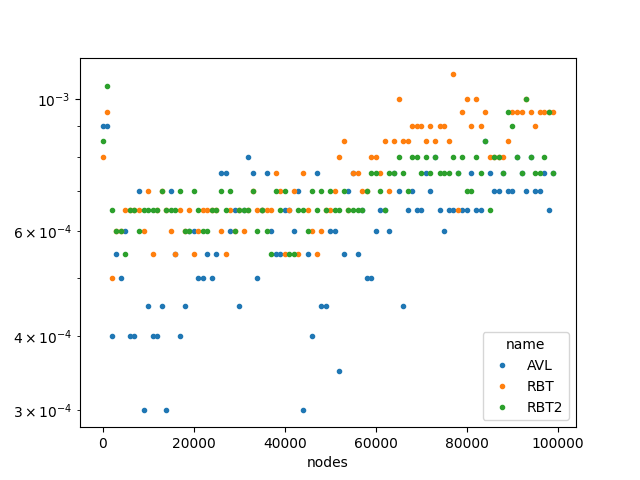 10⁻³
6 × 10⁻⁴
4 × 10⁻⁴
3 × 10⁻⁴
0 20000 40000 60000 80000 100000
nodes
name
AVL
RBT
RBT2